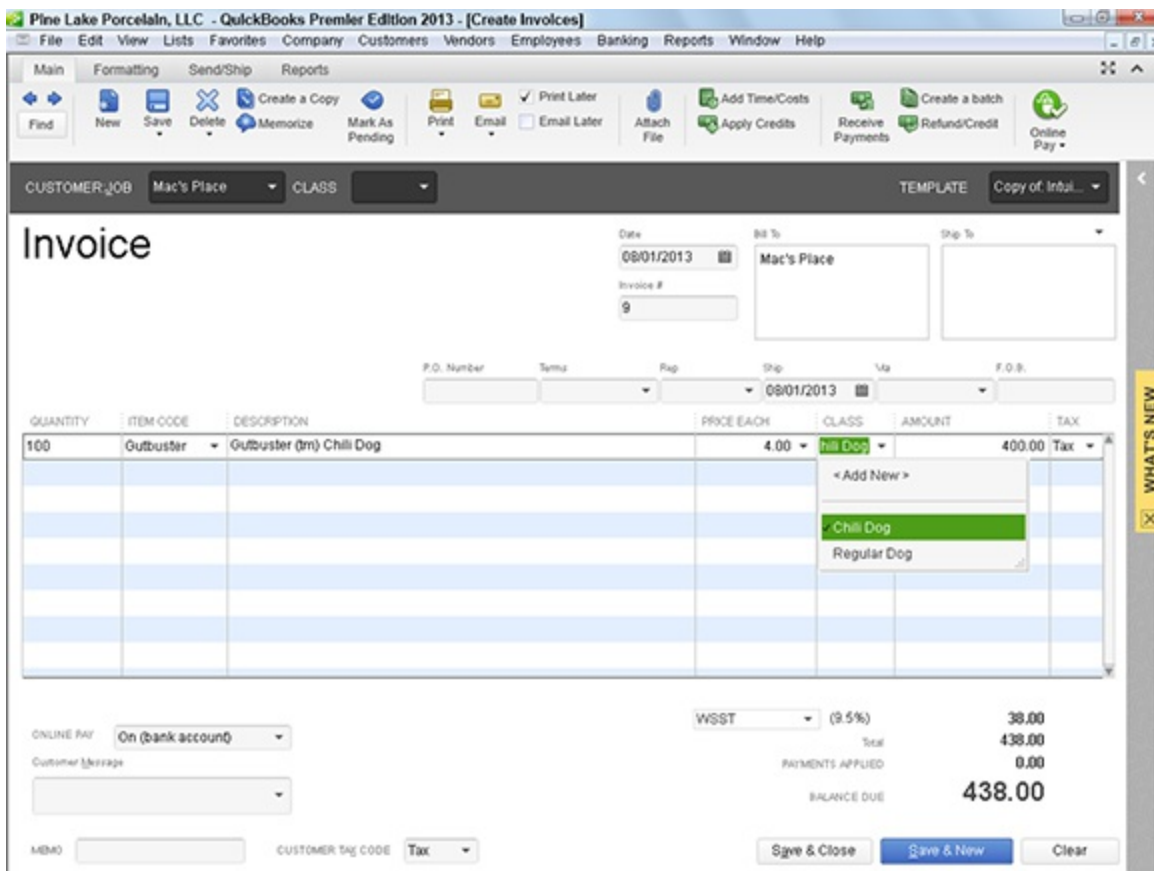 Pine Lake Porcelain, LLC - QuickBooks Premier Edition 2013 - [Create Invoices]
File Edit View Lists Favorites Company Customers Vendors Employees Banking Reports Window Help
Main Formatting Send/Ship Reports
Find New Save Delete Create a Copy Memorize Mark As Pending Print Email Print Later Email Later Attach File Add Time/Costs Apply Credits Receive Payments Create a batch Refund/Credit Online Pay
CUSTOMER:JOB Mac's Place CLASS TEMPLATE Copy of: Intui...
Invoice
Date Bill To Ship To
08/01/2013 Mac's Place
Invoice #
9
P.O. Number Terms Rep Ship Via F.O.B.
08/01/2013
QUANTITY ITEM CODE DESCRIPTION PRICE EACH CLASS AMOUNT TAX
100 Gutbuster Gutbuster (tm) Chili Dog 4.00 hili Dog 400.00 Tax
< Add New >
Chili Dog
Regular Dog
WHAT'S NEW
WSST (9.5%) 38.00
ONLINE PAY On (bank account) Total 438.00
Customer Message PAYMENTS APPLIED 0.00
BALANCE DUE 438.00
MEMO CUSTOMER TAX CODE Tax Save & Close Save & New Clear